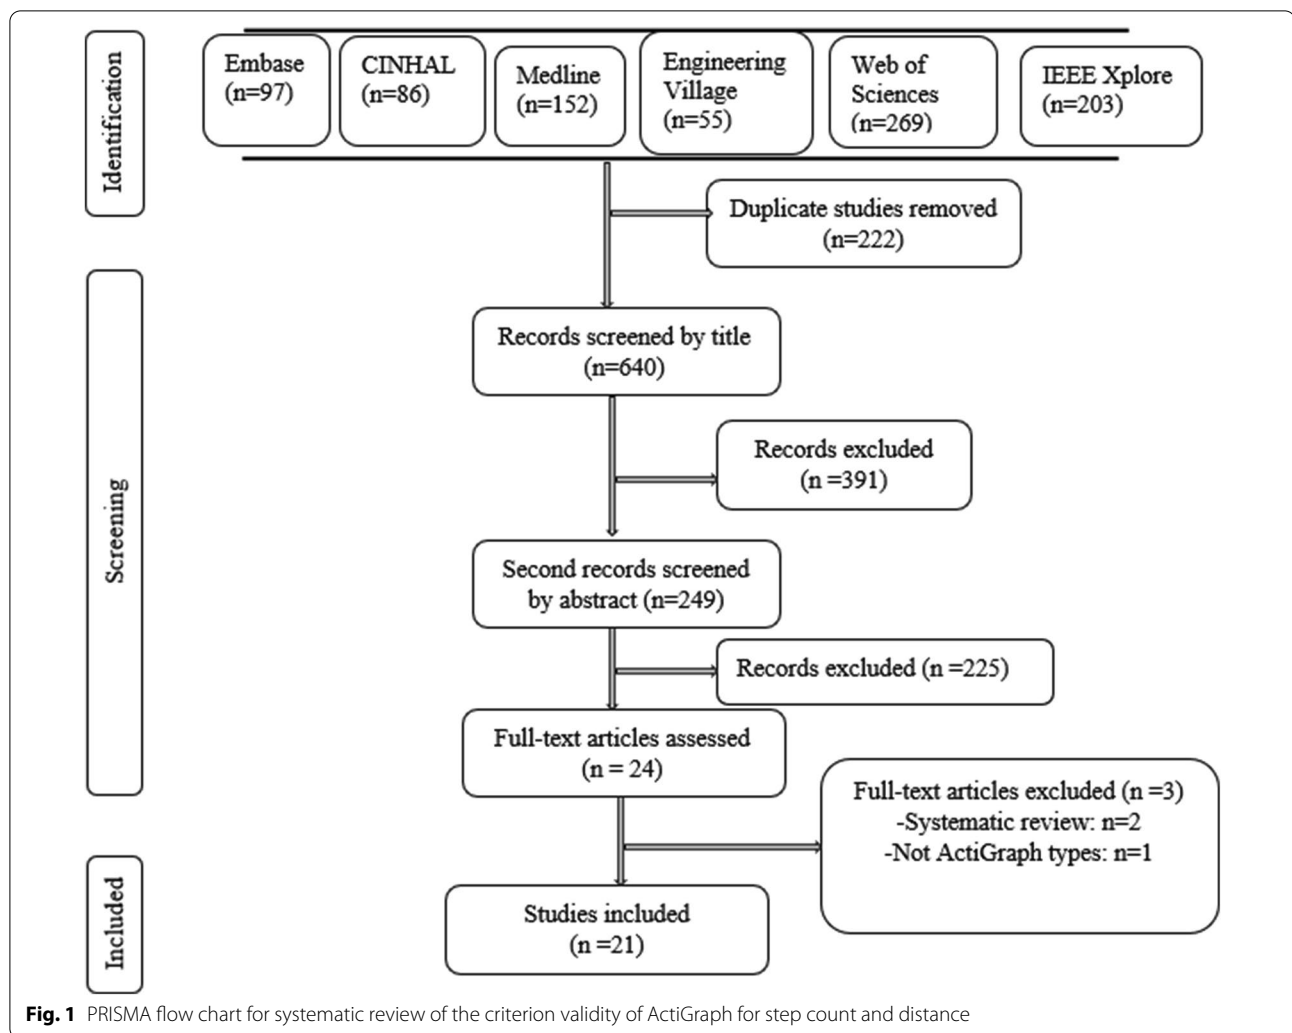 Identification
Embase
(n=97)
CINHAL
(n=86)
Medline
(n=152)
Engineering
Village
(n=55)
Web of
Sciences
(n=269)
IEEE Xplore
(n=203)
Duplicate studies removed
(n=222)
Screening
Records screened by title
(n=640)
Records excluded
(n =391)
Second records screened
by abstract (n=249)
Records excluded (n =225)
Full-text articles assessed
(n = 24)
Full-text articles excluded (n =3)
-Systematic review: n=2
-Not ActiGraph types: n=1
Included
Studies included
(n =21)
Fig. 1 PRISMA flow chart for systematic review of the criterion validity of ActiGraph for step count and distance